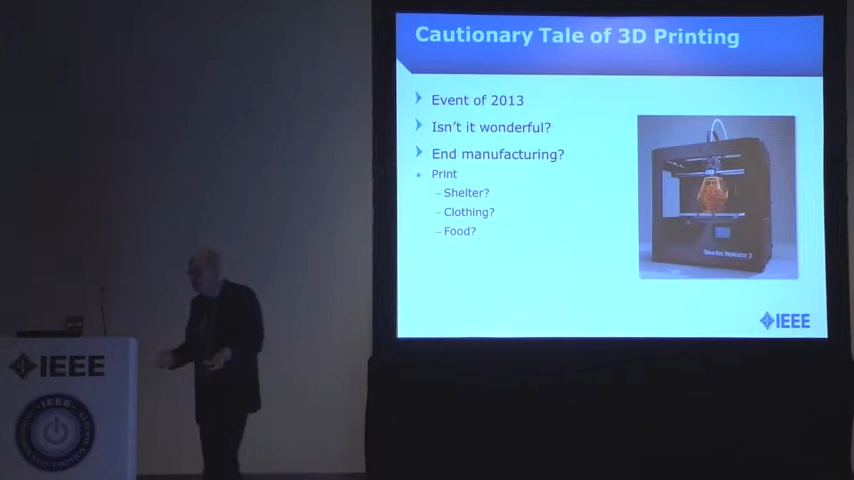 Cautionary Tale of 3D Printing
Event of 2013
Isn't it wonderful?
End manufacturing?
Print
–Shelter?
–Clothing?
–Food?
IEEE
IEEE
IEEE